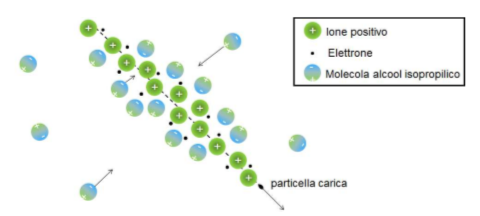 Ione positivo
Elettrone
Molecola alcool isopropilico
particella carica